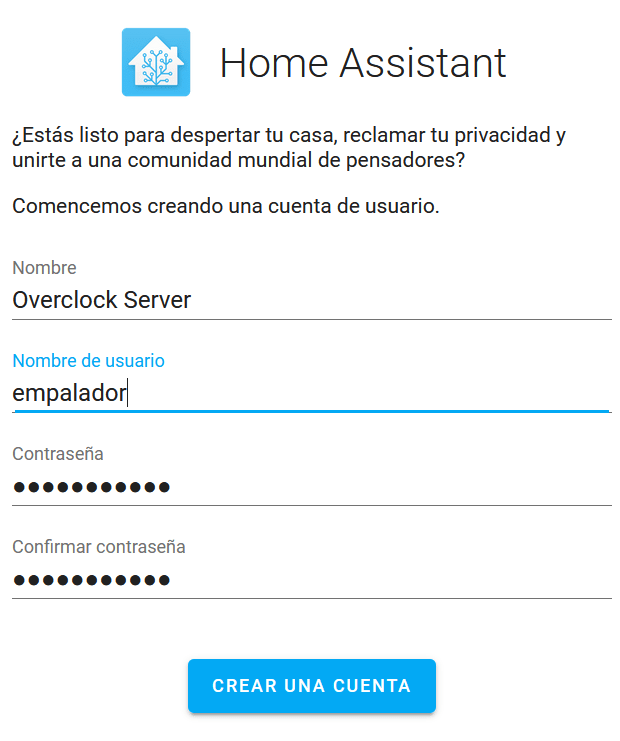 Home Assistant
¿Estás listo para despertar tu casa, reclamar tu privacidad y
unirte a una comunidad mundial de pensadores?
Comencemos creando una cuenta de usuario.
Nombre
Overclock Server
Nombre de usuario
empalador
Contraseña
●●●●●●●●●●●
Confirmar contraseña
●●●●●●●●●●●
CREAR UNA CUENTA